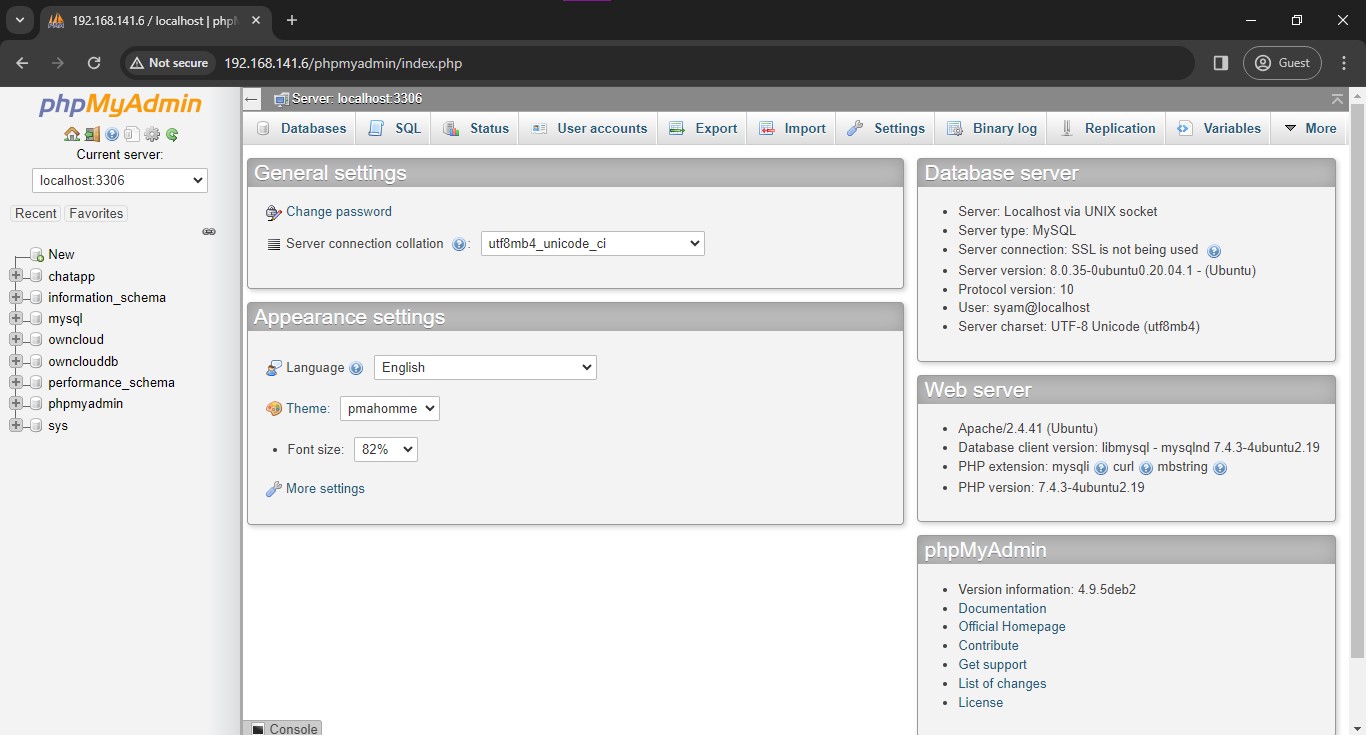 192.168.141.6 / localhost | phpM
Not secure
192.168.141.6/phpmyadmin/index.php
Guest
phpMyAdmin
Current server:
localhost:3306
Recent
Favorites
New
chatapp
information_schema
mysql
owncloud
ownclouddb
performance_schema
phpmyadmin
sys
Server: localhost:3306
Databases
SQL
Status
User accounts
Export
Import
Settings
Binary log
Replication
Variables
More
General settings
Change password
Server connection collation : utf8mb4_unicode_ci
Appearance settings
Language English
Theme: pmahomme
• Font size: 82%
More settings
Database server
• Server: Localhost via UNIX socket
• Server type: MySQL
• Server connection: SSL is not being used
• Server version: 8.0.35-0ubuntu0.20.04.1 - (Ubuntu)
• Protocol version: 10
• User: syam@localhost
• Server charset: UTF-8 Unicode (utf8mb4)
Web server
• Apache/2.4.41 (Ubuntu)
• Database client version: libmysql - mysqlnd 7.4.3-4ubuntu2.19
• PHP extension: mysqli curl mbstring
• PHP version: 7.4.3-4ubuntu2.19
phpMyAdmin
• Version information: 4.9.5deb2
• Documentation
• Official Homepage
• Contribute
• Get support
• List of changes
• License
Console